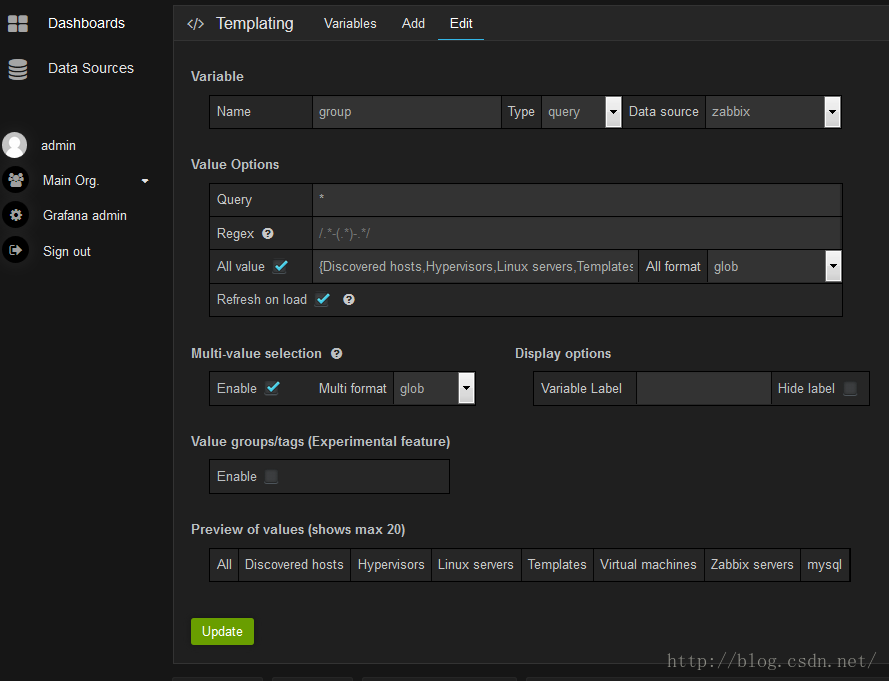 Dashboards
Data Sources
admin
Main Org.
Grafana admin
Sign out
</> Templating Variables Add Edit
Variable
Name group Type query Data source zabbix
Value Options
Query *
Regex /.*-(.*)-.*/
All value {Discovered hosts,Hypervisors,Linux servers,Templates All format glob
Refresh on load
Multi-value selection Display options
Enable Multi format glob Variable Label Hide label
Value groups/tags (Experimental feature)
Enable
Preview of values (shows max 20)
All Discovered hosts Hypervisors Linux servers Templates Virtual machines Zabbix servers mysql
Update
http://blog.csdn.net/